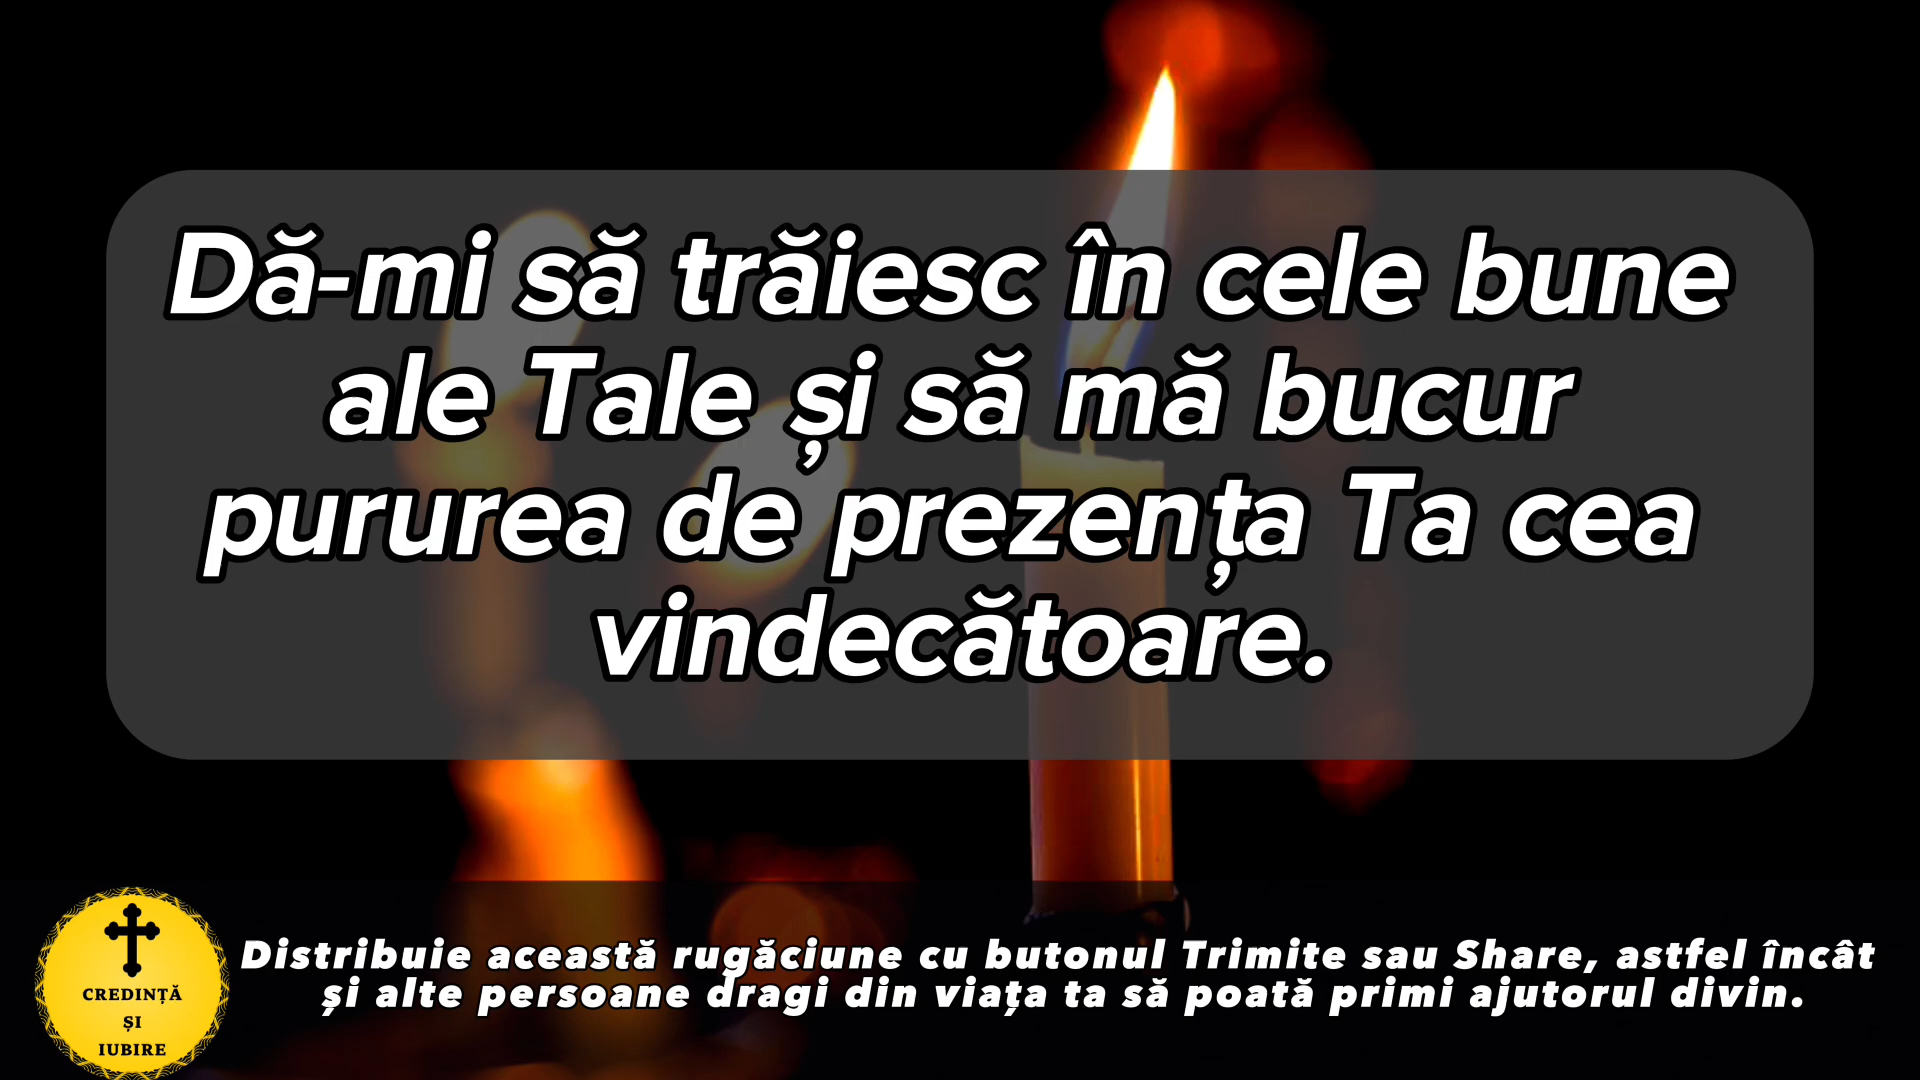 Dă-mi să trăiesc în cele bune
ale Tale și să mă bucur
pururea de prezența Ta cea
vindecătoare.
Distribuie această rugăciune cu butonul Trimite sau Share, astfel încât
și alte persoane dragi din viața ta să poată primi ajutorul divin.
CREDINȚĂ
ȘI
IUBIRE